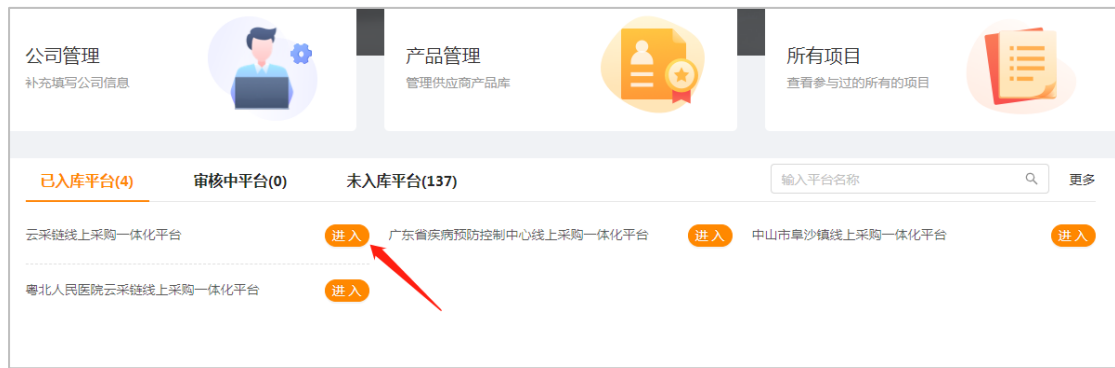 公司管理
补充填写公司信息
产品管理
管理供应商产品库
所有项目
查看参与过的所有的项目
已入库平台(4) 审核中平台(0) 未入库平台(137) 输入平台名称 更多
云采链线上采购一体化平台 进入 广东省疾病预防控制中心线上采购一体化平台 进入 中山市阜沙镇线上采购一体化平台 进入
粤北人民医院云采链线上采购一体化平台 进入